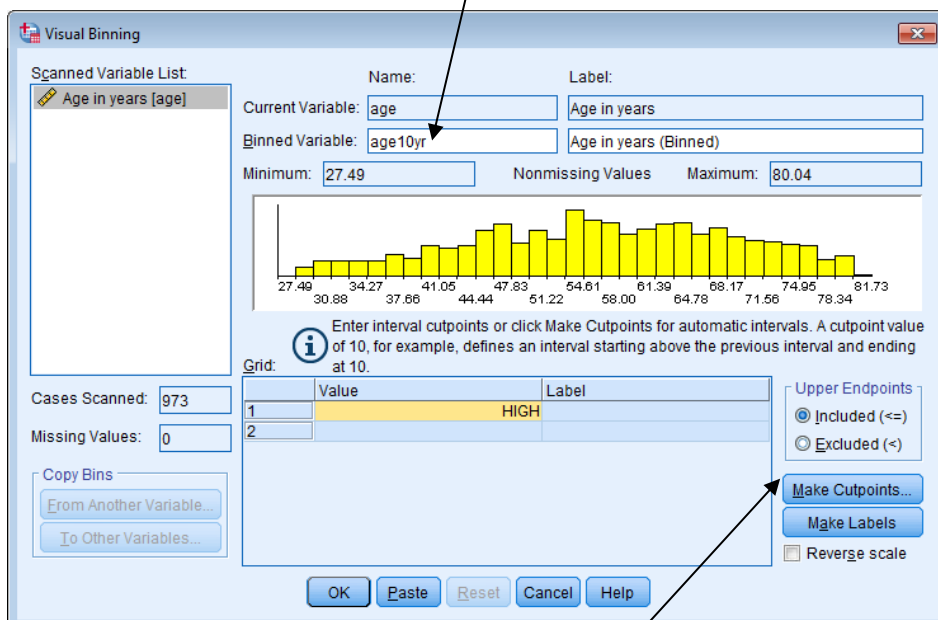 Visual Binning
Scanned Variable List:
Name:
Label:
Age in years [age]
Current Variable:
age
Age in years
Binned Variable:
age10yr
Age in years (Binned)
Minimum:
27.49
Nonmissing Values
Maximum:
80.04
27.49 34.27 41.05 47.83 54.61 61.39 68.17 74.95 81.73
30.88 37.66 44.44 51.22 58.00 64.78 71.56 78.34
Enter interval cutpoints or click Make Cutpoints for automatic intervals. A cutpoint value
of 10, for example, defines an interval starting above the previous interval and ending
at 10.
Grid:
Value
Label
1
HIGH
2
Cases Scanned:
973
Missing Values:
0
Copy Bins
From Another Variable...
To Other Variables...
Upper Endpoints
Included (<=)
Excluded (<)
Make Cutpoints...
Make Labels
Reverse scale
OK
Paste
Reset
Cancel
Help